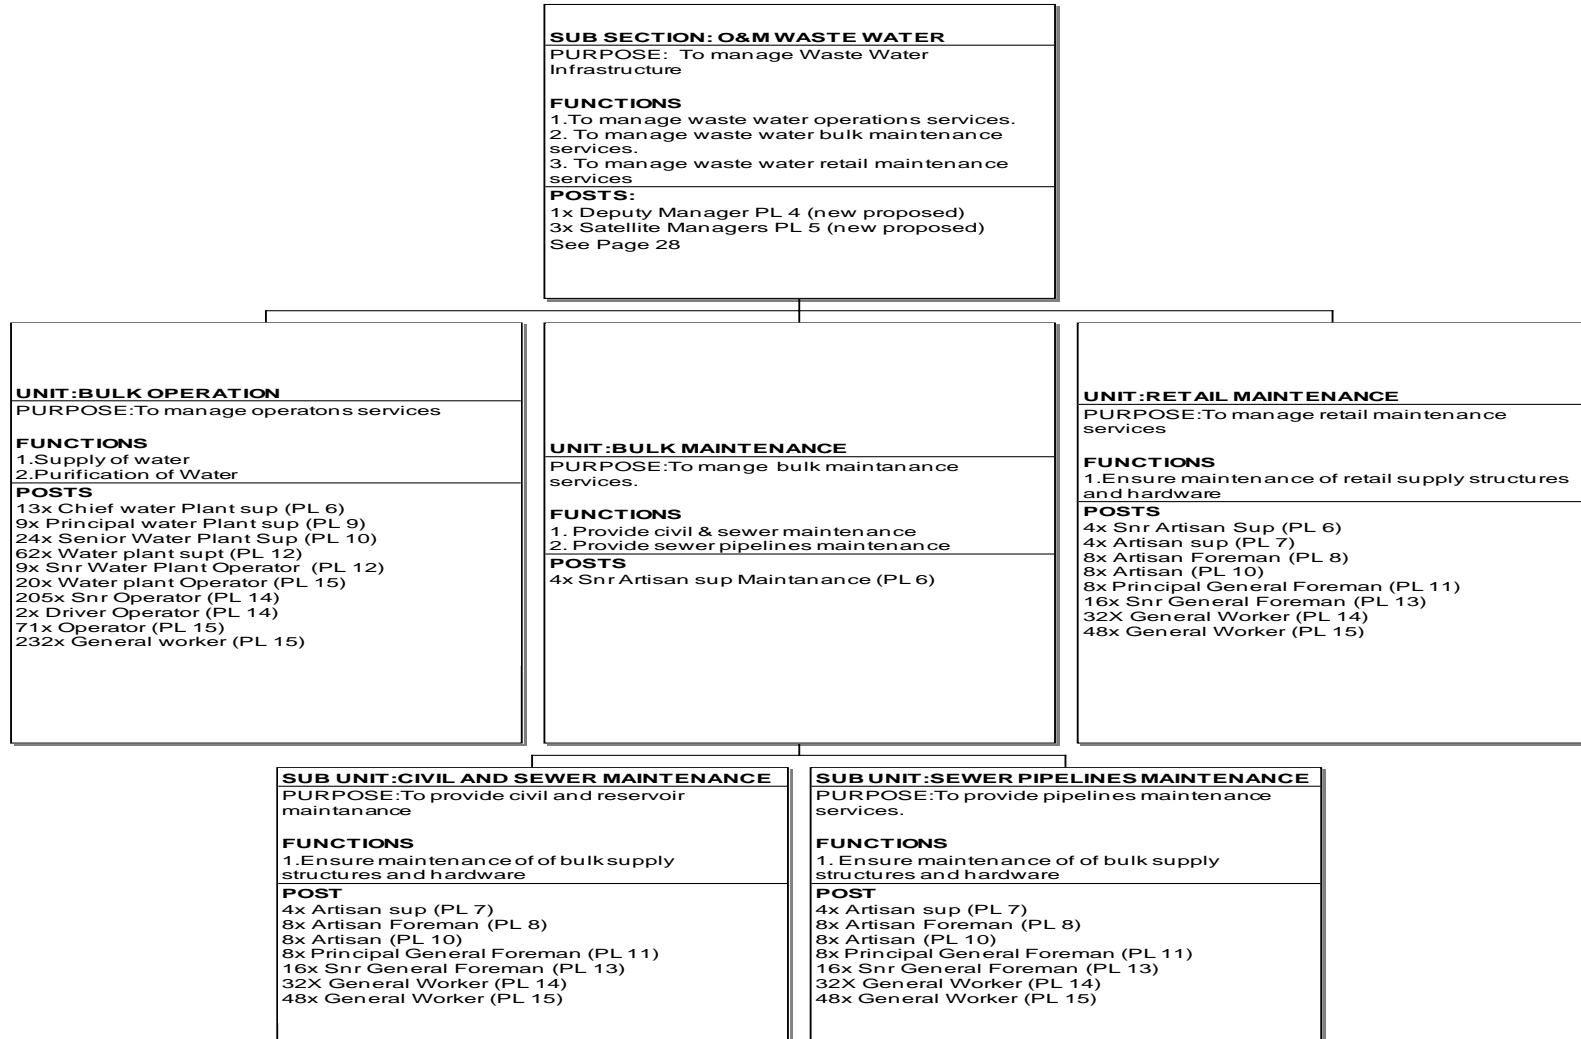 SUB SECTION: O&M WASTE WATER
PURPOSE: To manage Waste Water
Infrastructure
FUNCTIONS
1.To manage waste water operations services.
2. To manage waste water bulk maintenance
services.
3. To manage waste water retail maintenance
services
POSTS:
1x Deputy Manager PL 4 (new proposed)
3x Satellite Managers PL 5 (new proposed)
See Page 28
UNIT:BULK OPERATION
PURPOSE:To manage operatons services
FUNCTIONS
1.Supply of water
2.Purification of Water
POSTS
13x Chief water Plant sup (PL 6)
9x Principal water Plant sup (PL 9)
24x Senior Water Plant Sup (PL 10)
62x Water plant supt (PL 12)
9x Snr Water Plant Operator (PL 12)
20x Water plant Operator (PL 15)
205x Snr Operator (PL 14)
2x Driver Operator (PL 14)
71x Operator (PL 15)
232x General worker (PL 15)
UNIT:BULK MAINTENANCE
PURPOSE:To mange bulk maintanance
services.
FUNCTIONS
1. Provide civil & sewer maintenance
2. Provide sewer pipelines maintenance
POSTS
4x Snr Artisan sup Maintanance (PL 6)
UNIT:RETAIL MAINTENANCE
PURPOSE:To manage retail maintenance
services
FUNCTIONS
1.Ensure maintenance of retail supply structures
and hardware
POSTS
4x Snr Artisan Sup (PL 6)
4x Artisan sup (PL 7)
8x Artisan Foreman (PL 8)
8x Artisan (PL 10)
8x Principal General Foreman (PL 11)
16x Snr General Foreman (PL 13)
32X General Worker (PL 14)
48x General Worker (PL 15)
SUB UNIT:CIVIL AND SEWER MAINTENANCE
PURPOSE:To provide civil and reservoir
maintanance
FUNCTIONS
1.Ensure maintenance of of bulk supply
structures and hardware
POST
4x Artisan sup (PL 7)
8x Artisan Foreman (PL 8)
8x Artisan (PL 10)
8x Principal General Foreman (PL 11)
16x Snr General Foreman (PL 13)
32X General Worker (PL 14)
48x General Worker (PL 15)
SUB UNIT:SEWER PIPELINES MAINTENANCE
PURPOSE:To provide pipelines maintenance
services.
FUNCTIONS
1. Ensure maintenance of of bulk supply
structures and hardware
POST
4x Artisan sup (PL 7)
8x Artisan Foreman (PL 8)
8x Artisan (PL 10)
8x Principal General Foreman (PL 11)
16x Snr General Foreman (PL 13)
32X General Worker (PL 14)
48x General Worker (PL 15)